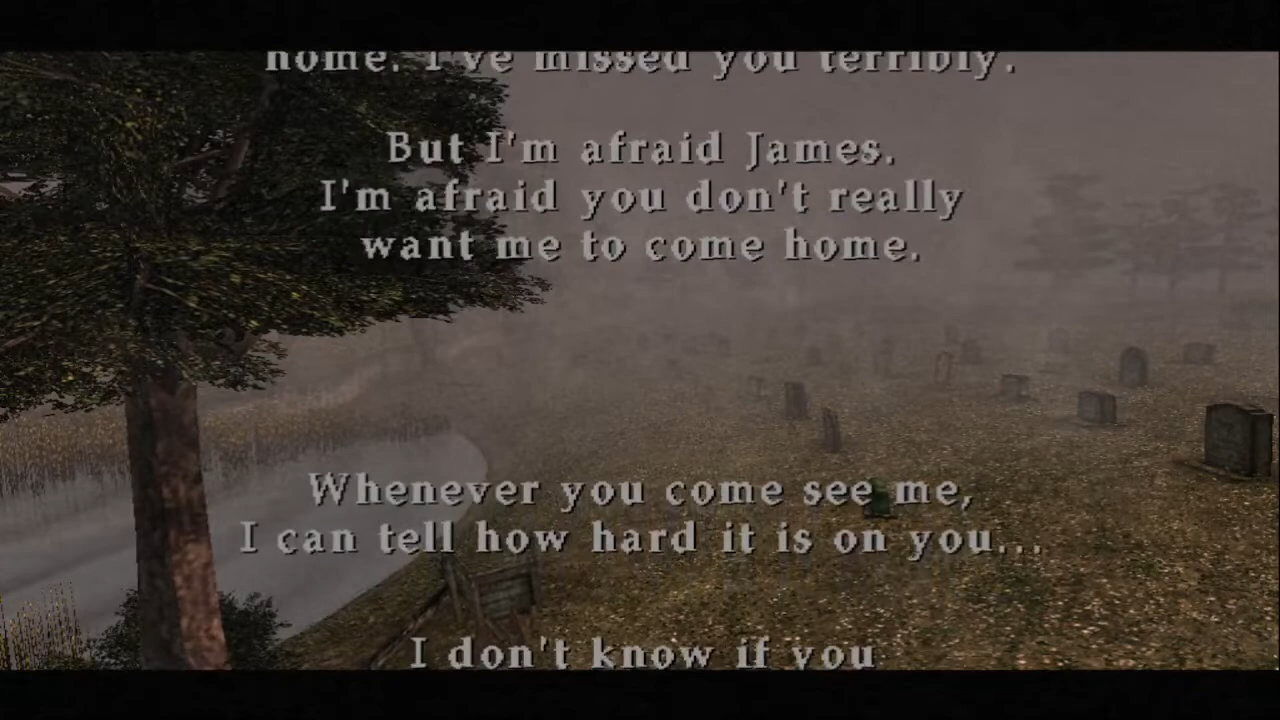 home. I've missed you terribly.
But I'm afraid James.
I'm afraid you don't really
want me to come home.
Whenever you come see me,
I can tell how hard it is on you...
I don't know if you